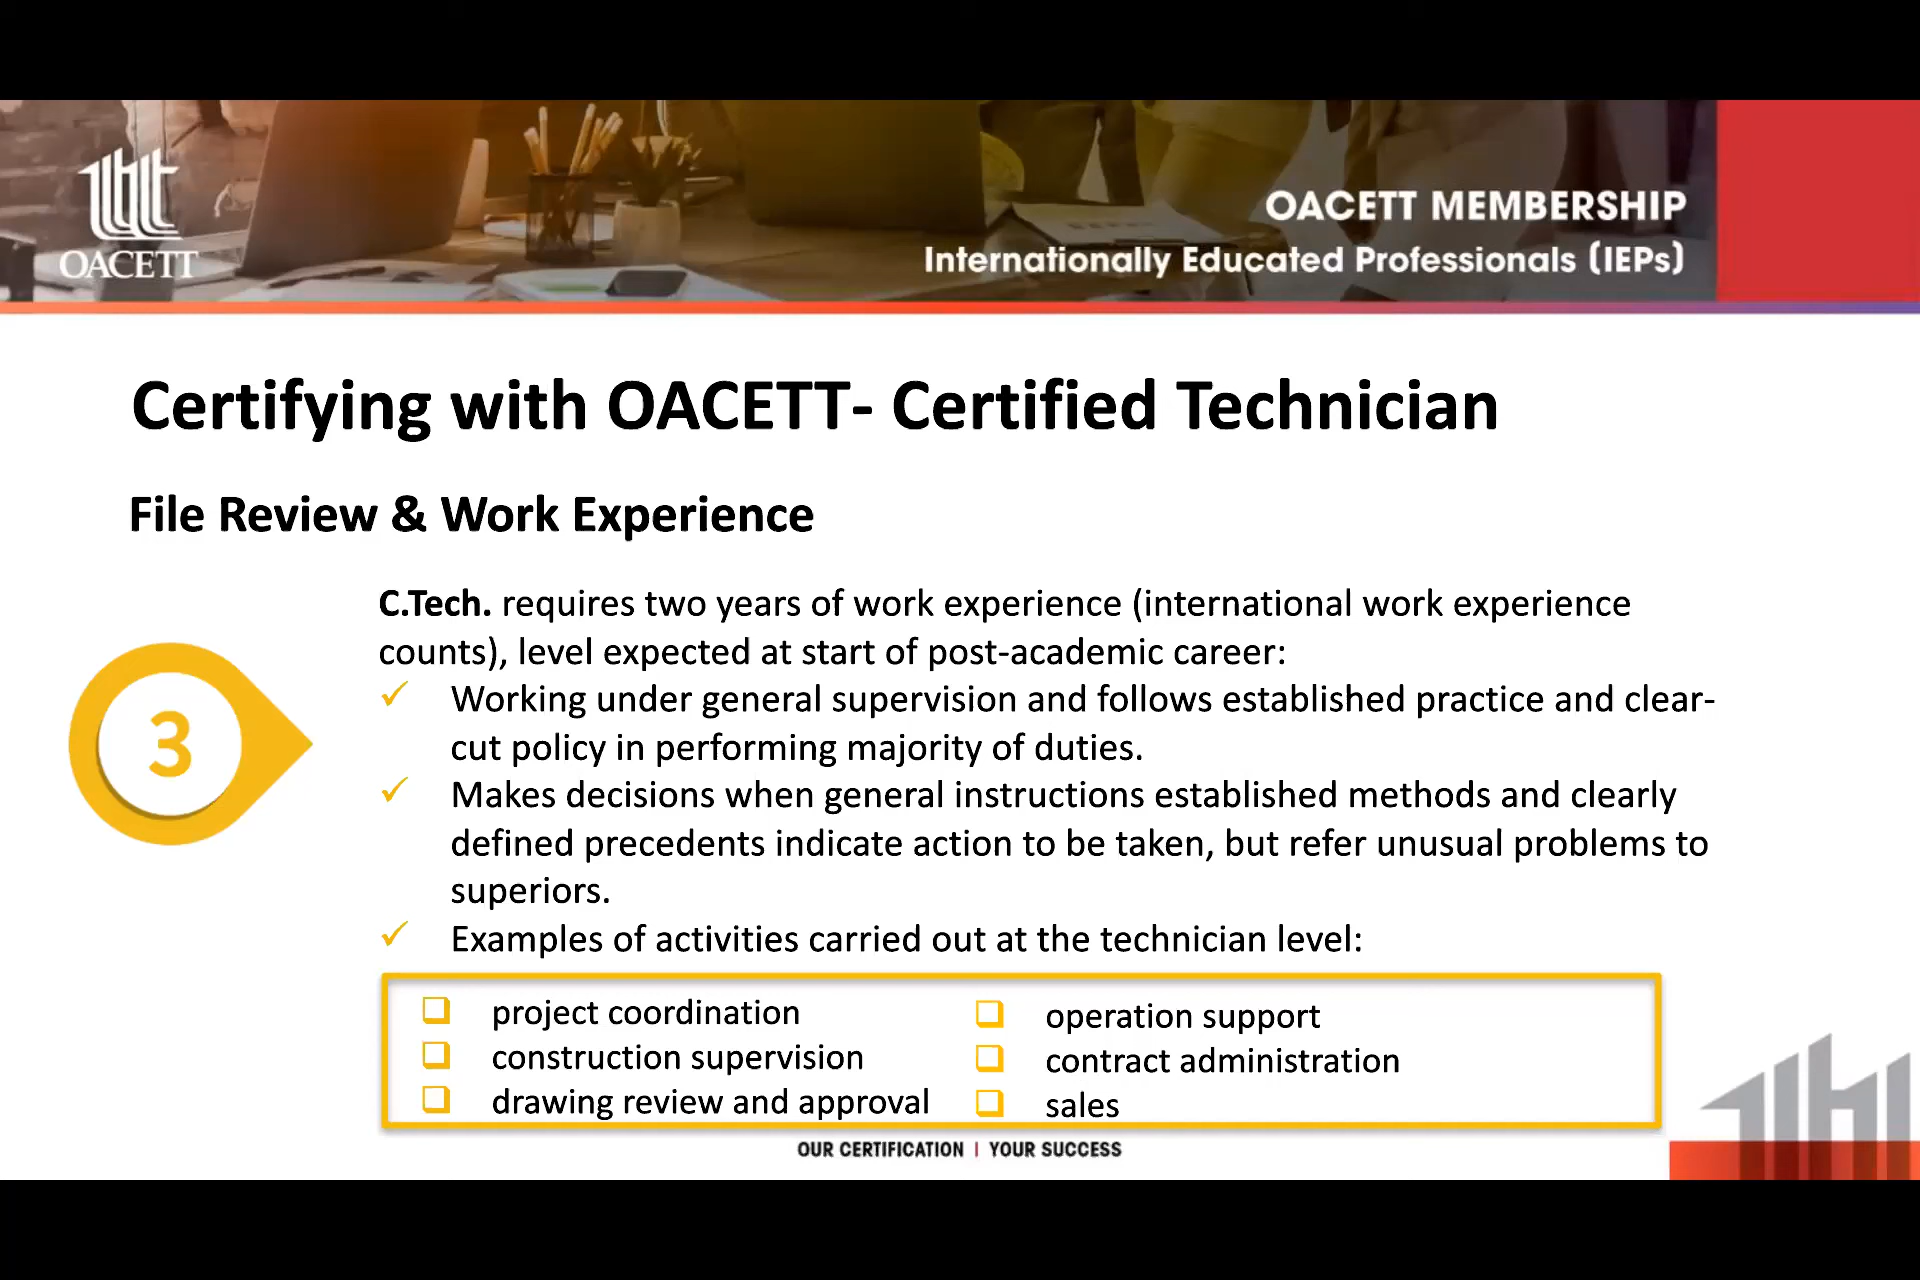 OACETT
OACETT MEMBERSHIP
Internationally Educated Professionals (IEPs)
Certifying with OACETT- Certified Technician
File Review & Work Experience
3
C.Tech. requires two years of work experience (international work experience
counts), level expected at start of post-academic career:
Working under general supervision and follows established practice and clear-
cut policy in performing majority of duties.
Makes decisions when general instructions established methods and clearly
defined precedents indicate action to be taken, but refer unusual problems to
superiors.
Examples of activities carried out at the technician level:
project coordination
construction supervision
drawing review and approval
operation support
contract administration
sales
OUR CERTIFICATION | YOUR SUCCESS